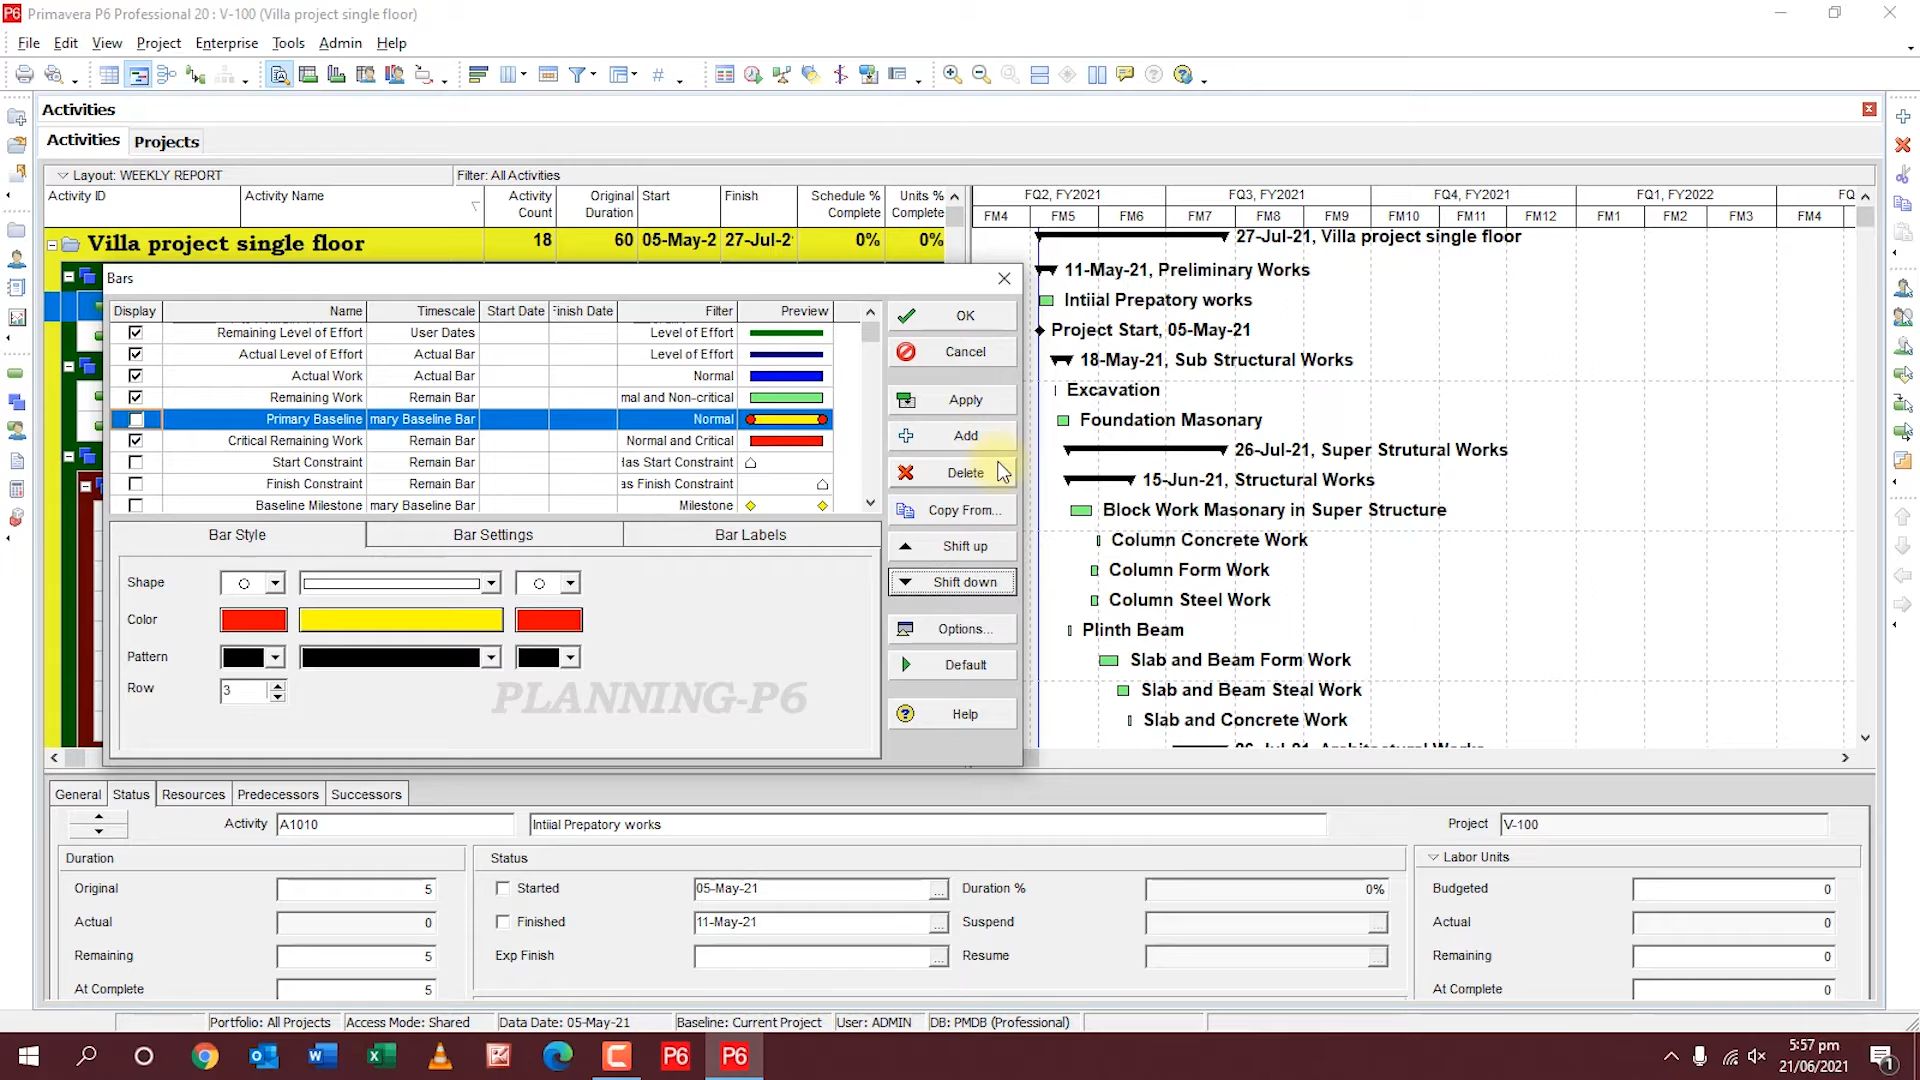 Primavera P6 Professional 20 : V-100 (Villa project single floor)
File Edit View Project Enterprise Tools Admin Help
Activities
Activities Projects
Layout: WEEKLY REPORT Filter: All Activities
Activity ID Activity Name Activity Count Original Duration Start Finish Schedule % Complete Units % Complete
FQ2, FY2021 FQ3, FY2021 FQ4, FY2021 FQ1, FY2022 FQ
FM4 FM5 FM6 FM7 FM8 FM9 FM10 FM11 FM12 FM1 FM2 FM3 FM4
Villa project single floor 18 60 05-May-2 27-Jul-2 0% 0%
27-Jul-21, Villa project single floor
11-May-21, Preliminary Works
Intiial Prepatory works
Project Start, 05-May-21
18-May-21, Sub Structural Works
Excavation
Foundation Masonary
26-Jul-21, Super Strutural Works
15-Jun-21, Structural Works
Block Work Masonary in Super Structure
Column Concrete Work
Column Form Work
Column Steel Work
Plinth Beam
Slab and Beam Form Work
Slab and Beam Steal Work
Slab and Concrete Work
26-Jul-21, Architectural Works
Bars
Display Name Timescale Start Date Finish Date Filter Preview
Remaining Level of Effort User Dates Level of Effort
Actual Level of Effort Actual Bar Level of Effort
Actual Work Actual Bar Normal
Remaining Work Remain Bar mal and Non-critical
Primary Baseline mary Baseline Bar Normal
Critical Remaining Work Remain Bar Normal and Critical
Start Constraint Remain Bar as Start Constraint
Finish Constraint Remain Bar as Finish Constraint
Baseline Milestone mary Baseline Bar Milestone
OK
Cancel
Apply
Add
Delete
Copy From...
Shift up
Shift down
Options...
Default
Help
Bar Style Bar Settings Bar Labels
Shape
Color
Pattern
Row 3
PLANNING-P6
General Status Resources Predecessors Successors
Activity A1010 Intiial Prepatory works Project V-100
Duration Status Labor Units
Original 5 Started 05-May-21 ... Duration % 0% Budgeted 0
Actual 0 Finished 11-May-21 ... Suspend ... Actual 0
Remaining 5 Exp Finish ... Resume ... Remaining 0
At Complete 5 At Complete 0
Portfolio: All Projects Access Mode: Shared Data Date: 05-May-21 Baseline: Current Project User: ADMIN DB: PMDB (Professional)
P6 P6
5:57 pm
21/06/2021
1